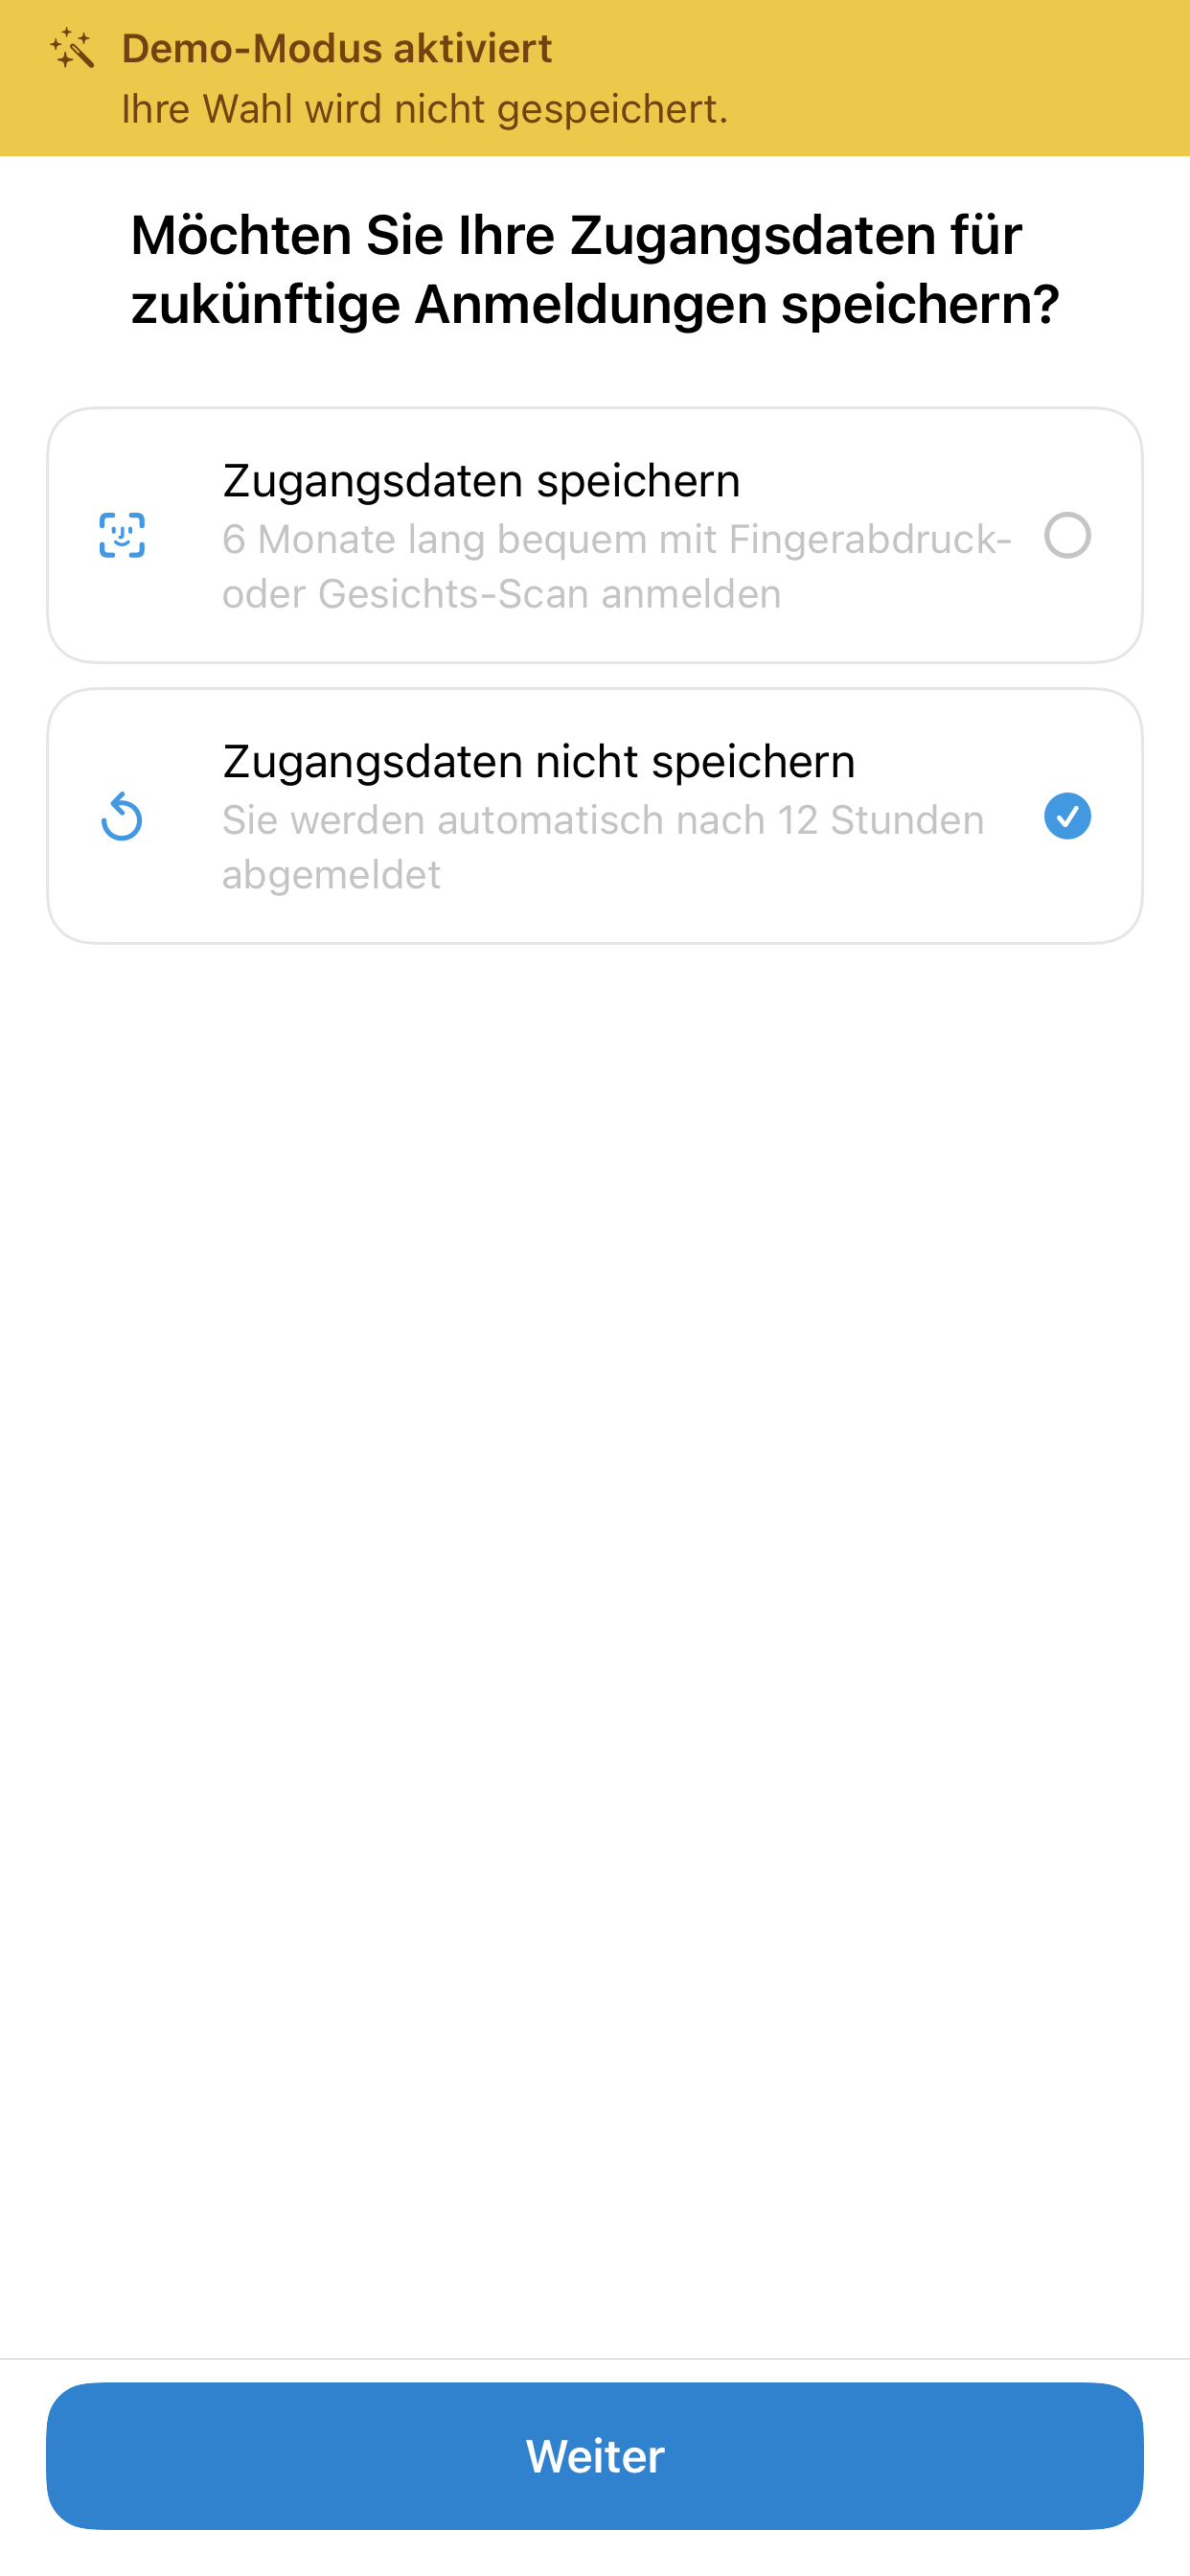 Demo-Modus aktiviert
Ihre Wahl wird nicht gespeichert.
Möchten Sie Ihre Zugangsdaten für
zukünftige Anmeldungen speichern?
Zugangsdaten speichern
6 Monate lang bequem mit Fingerabdruck-
oder Gesichts-Scan anmelden
Zugangsdaten nicht speichern
Sie werden automatisch nach 12 Stunden
abgemeldet
Weiter